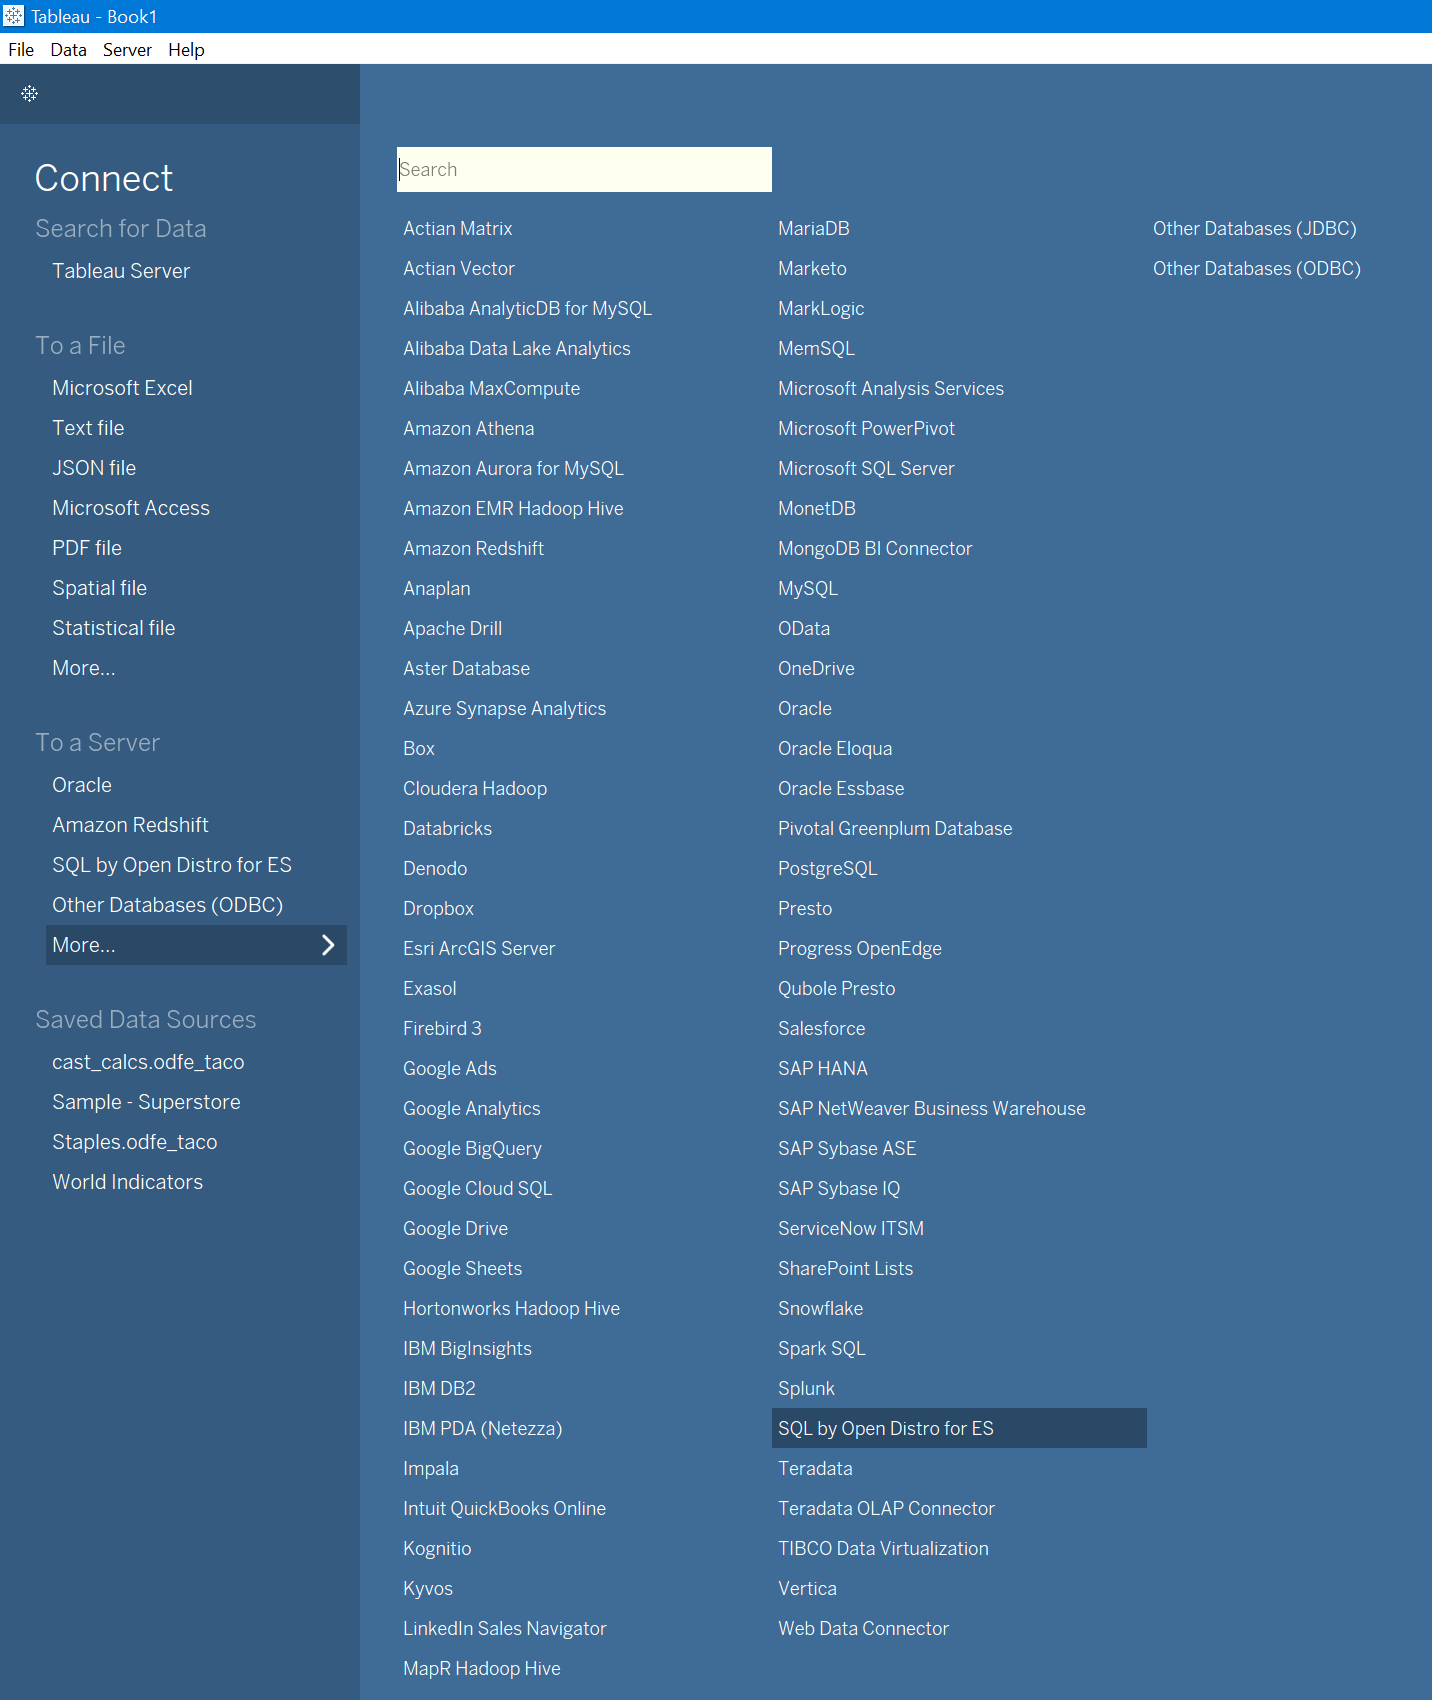 Tableau - Book1
File Data Server Help
Connect
Search for Data
Tableau Server
To a File
Microsoft Excel
Text file
JSON file
Microsoft Access
PDF file
Spatial file
Statistical file
More...
To a Server
Oracle
Amazon Redshift
SQL by Open Distro for ES
Other Databases (ODBC)
More...
Saved Data Sources
cast_calcs.odfe_taco
Sample - Superstore
Staples.odfe_taco
World Indicators
Search
Actian Matrix
Actian Vector
Alibaba AnalyticDB for MySQL
Alibaba Data Lake Analytics
Alibaba MaxCompute
Amazon Athena
Amazon Aurora for MySQL
Amazon EMR Hadoop Hive
Amazon Redshift
Anaplan
Apache Drill
Aster Database
Azure Synapse Analytics
Box
Cloudera Hadoop
Databricks
Denodo
Dropbox
Esri ArcGIS Server
Exasol
Firebird 3
Google Ads
Google Analytics
Google BigQuery
Google Cloud SQL
Google Drive
Google Sheets
Hortonworks Hadoop Hive
IBM BigInsights
IBM DB2
IBM PDA (Netezza)
Impala
Intuit QuickBooks Online
Kognitio
Kyvos
LinkedIn Sales Navigator
MapR Hadoop Hive
MariaDB
Marketo
MarkLogic
MemSQL
Microsoft Analysis Services
Microsoft PowerPivot
Microsoft SQL Server
MonetDB
MongoDB BI Connector
MySQL
OData
OneDrive
Oracle
Oracle Eloqua
Oracle Essbase
Pivotal Greenplum Database
PostgreSQL
Presto
Progress OpenEdge
Qubole Presto
Salesforce
SAP HANA
SAP NetWeaver Business Warehouse
SAP Sybase ASE
SAP Sybase IQ
ServiceNow ITSM
SharePoint Lists
Snowflake
Spark SQL
Splunk
SQL by Open Distro for ES
Teradata
Teradata OLAP Connector
TIBCO Data Virtualization
Vertica
Web Data Connector
Other Databases (JDBC)
Other Databases (ODBC)